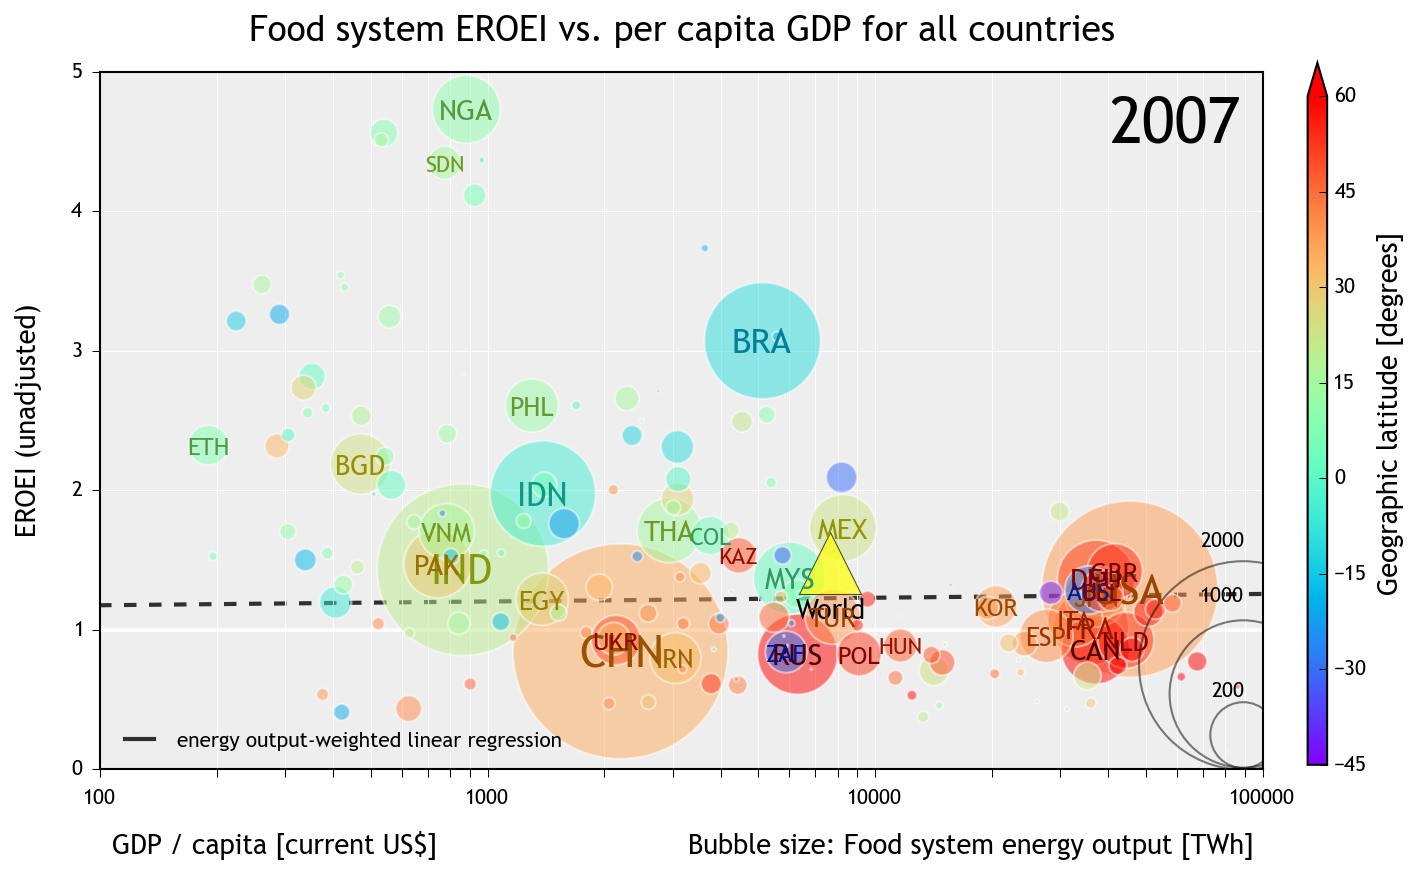 Food system EROEI vs. per capita GDP for all countries
2007
5
4
3
2
1
0
EROEI (unadjusted)
NGA
SDN
BRA
PHL
ETH
BGD
IDN
VNM
THA
COL
MEX
KAZ
PAK
IND
MYS
World
EGY
TUR
KOR
UKR
CHN
IRN
ZAF
RUS
POL
HUN
ESP
ITA
FRA
CAN
NLD
DEU
GBR
AUS
USA
2000
1000
200
energy output-weighted linear regression
100
1000
10000
100000
GDP / capita [current US$]
Bubble size: Food system energy output [TWh]
60
45
30
15
0
−15
−30
−45
Geographic latitude [degrees]